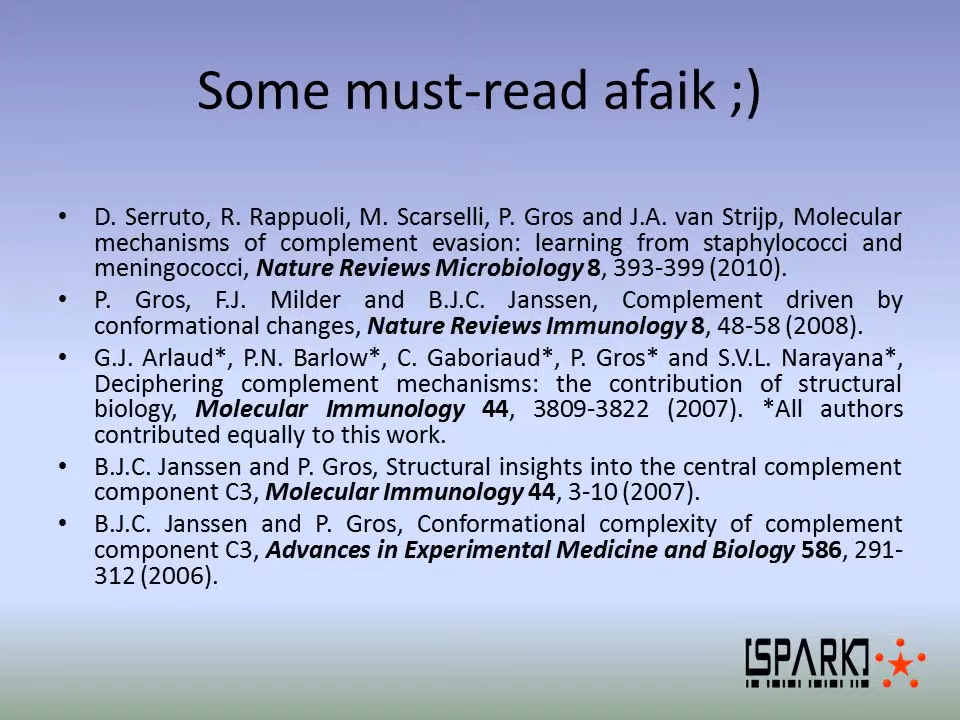 Some must-read afaik ;)
• D. Serruto, R. Rappuoli, M. Scarselli, P. Gros and J.A. van Strijp, Molecular
mechanisms of complement evasion: learning from staphylococci and
meningococci, Nature Reviews Microbiology 8, 393-399 (2010).
• P. Gros, F.J. Milder and B.J.C. Janssen, Complement driven by
conformational changes, Nature Reviews Immunology 8, 48-58 (2008).
• G.J. Arlaud*, P.N. Barlow*, C. Gaboriaud*, P. Gros* and S.V.L. Narayana*,
Deciphering complement mechanisms: the contribution of structural
biology, Molecular Immunology 44, 3809-3822 (2007). *All authors
contributed equally to this work.
• B.J.C. Janssen and P. Gros, Structural insights into the central complement
component C3, Molecular Immunology 44, 3-10 (2007).
• B.J.C. Janssen and P. Gros, Conformational complexity of complement
component C3, Advances in Experimental Medicine and Biology 586, 291-
312 (2006).
[SPARK]